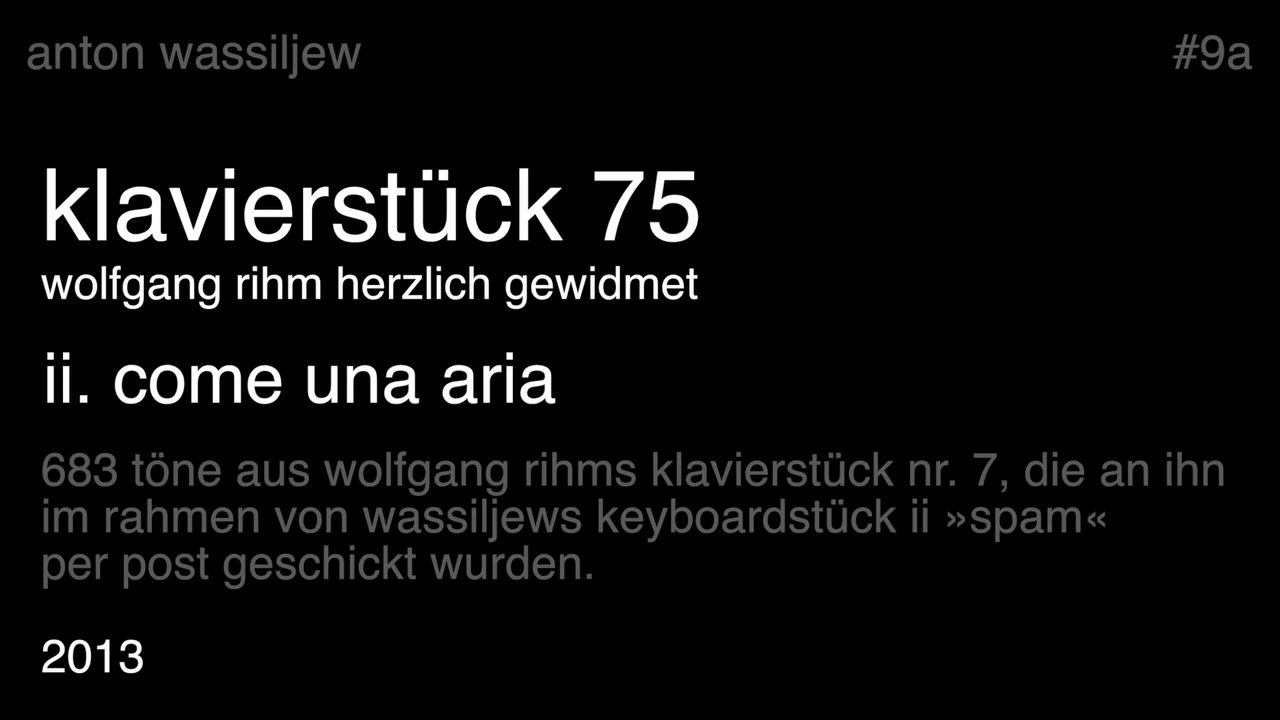 anton wassiljew
#9a
klavierstück 75
wolfgang rihm herzlich gewidmet
ii. come una aria
683 töne aus wolfgang rihms klavierstück nr. 7, die an ihn
im rahmen von wassiljews keyboardstück ii »spam«
per post geschickt wurden.
2013